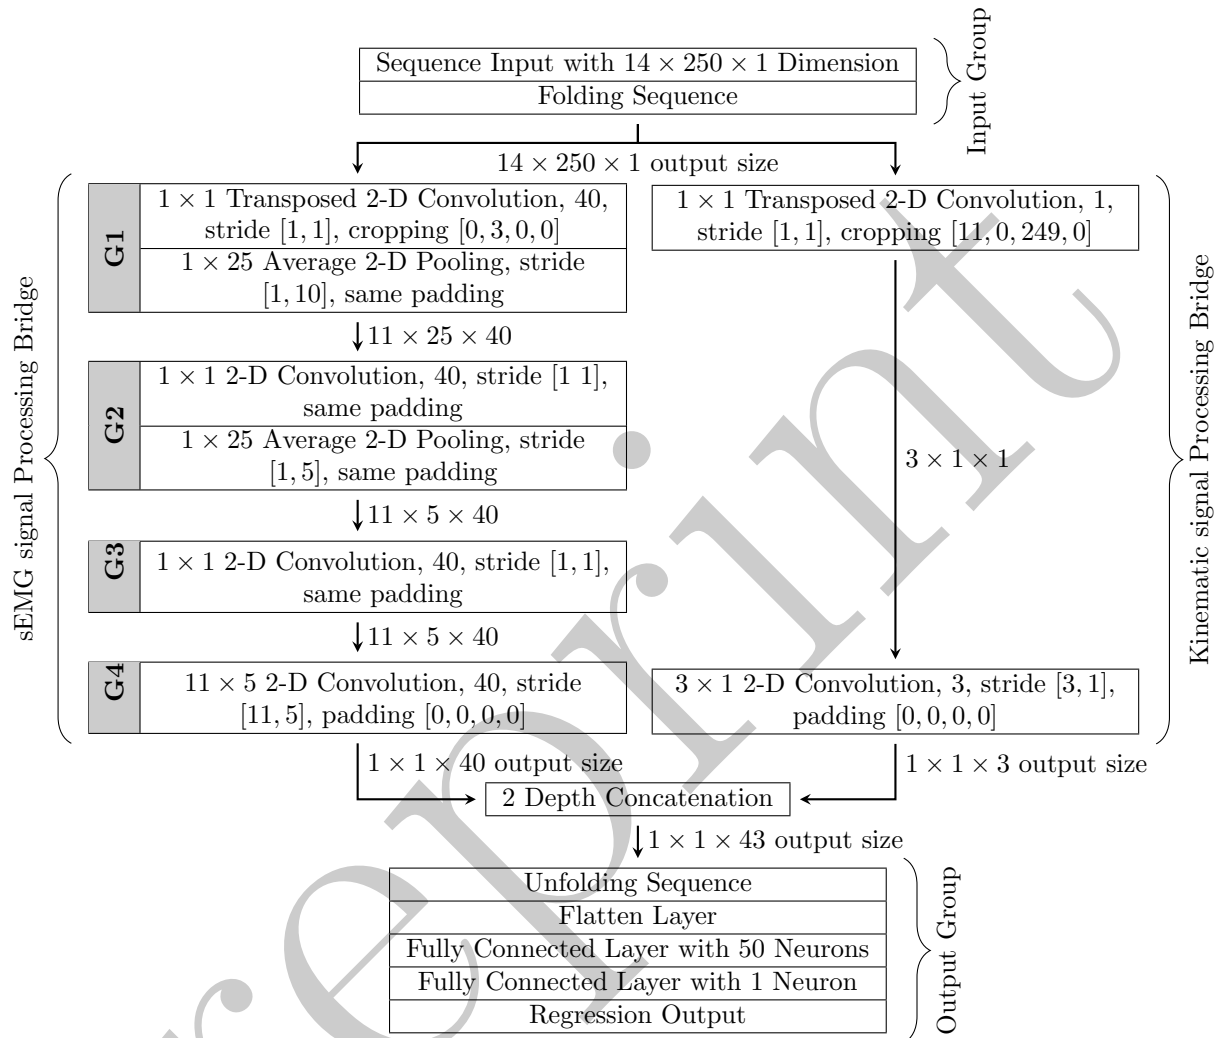 Sequence Input with 14 × 250 × 1 Dimension
Folding Sequence
Input Group
14 × 250 × 1 output size
sEMG signal Processing Bridge
G1
1 × 1 Transposed 2-D Convolution, 40,
stride [1, 1], cropping [0, 3, 0, 0]
1 × 25 Average 2-D Pooling, stride
[1, 10], same padding
11 × 25 × 40
G2
1 × 1 2-D Convolution, 40, stride [1 1],
same padding
1 × 25 Average 2-D Pooling, stride
[1, 5], same padding
11 × 5 × 40
G3
1 × 1 2-D Convolution, 40, stride [1, 1],
same padding
11 × 5 × 40
G4
11 × 5 2-D Convolution, 40, stride
[11, 5], padding [0, 0, 0, 0]
1 × 1 × 40 output size
1 × 1 Transposed 2-D Convolution, 1,
stride [1, 1], cropping [11, 0, 249, 0]
3 × 1 × 1
3 × 1 2-D Convolution, 3, stride [3, 1],
padding [0, 0, 0, 0]
1 × 1 × 3 output size
Kinematic signal Processing Bridge
2 Depth Concatenation
1 × 1 × 43 output size
Unfolding Sequence
Flatten Layer
Fully Connected Layer with 50 Neurons
Fully Connected Layer with 1 Neuron
Regression Output
Output Group
reprint